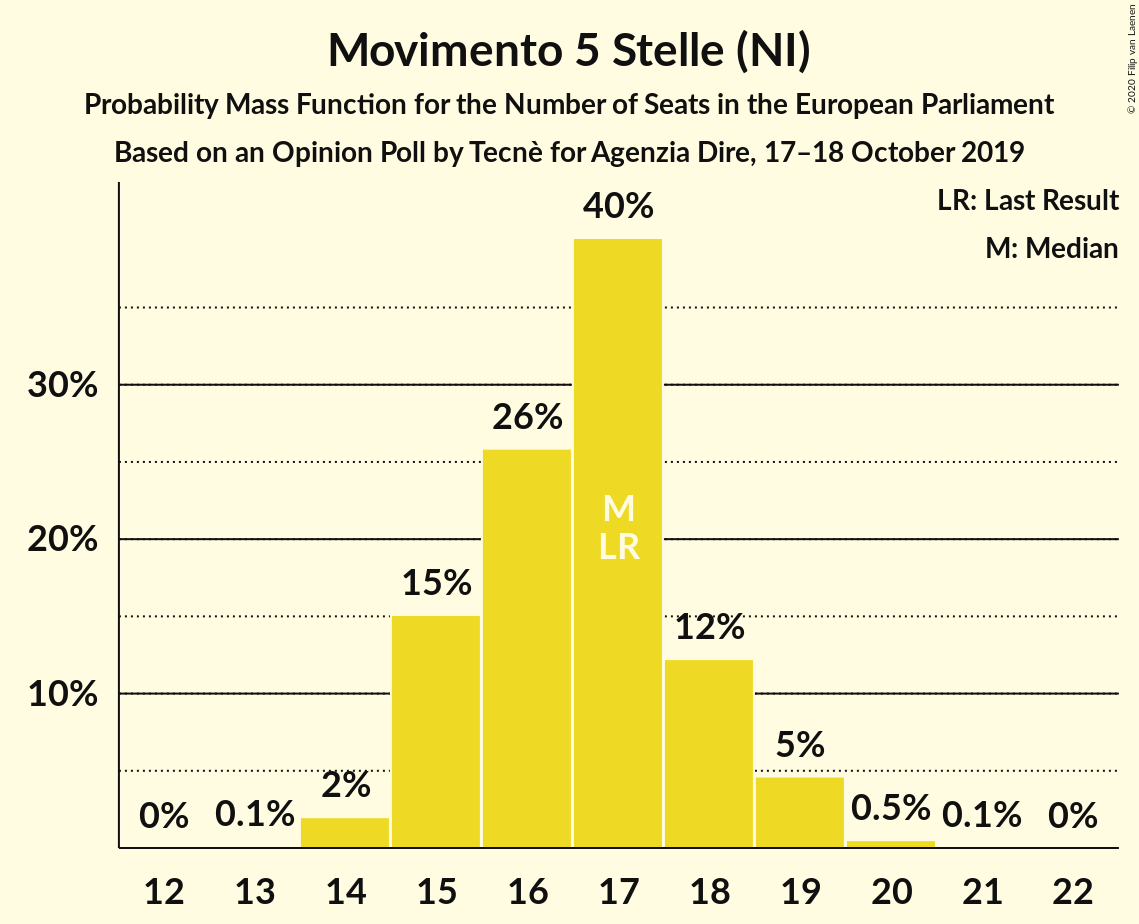 Movimento 5 Stelle (NI)
Probability Mass Function for the Number of Seats in the European Parliament
Based on an Opinion Poll by Tecnè for Agenzia Dire, 17–18 October 2019
© 2020 Filip van Laenen
LR: Last Result
M: Median
40%
30%
26%
M
LR
20%
15%
12%
10%
5%
2%
0%
0.1%
0.5%
0.1%
0%
12 13 14 15 16 17 18 19 20 21 22